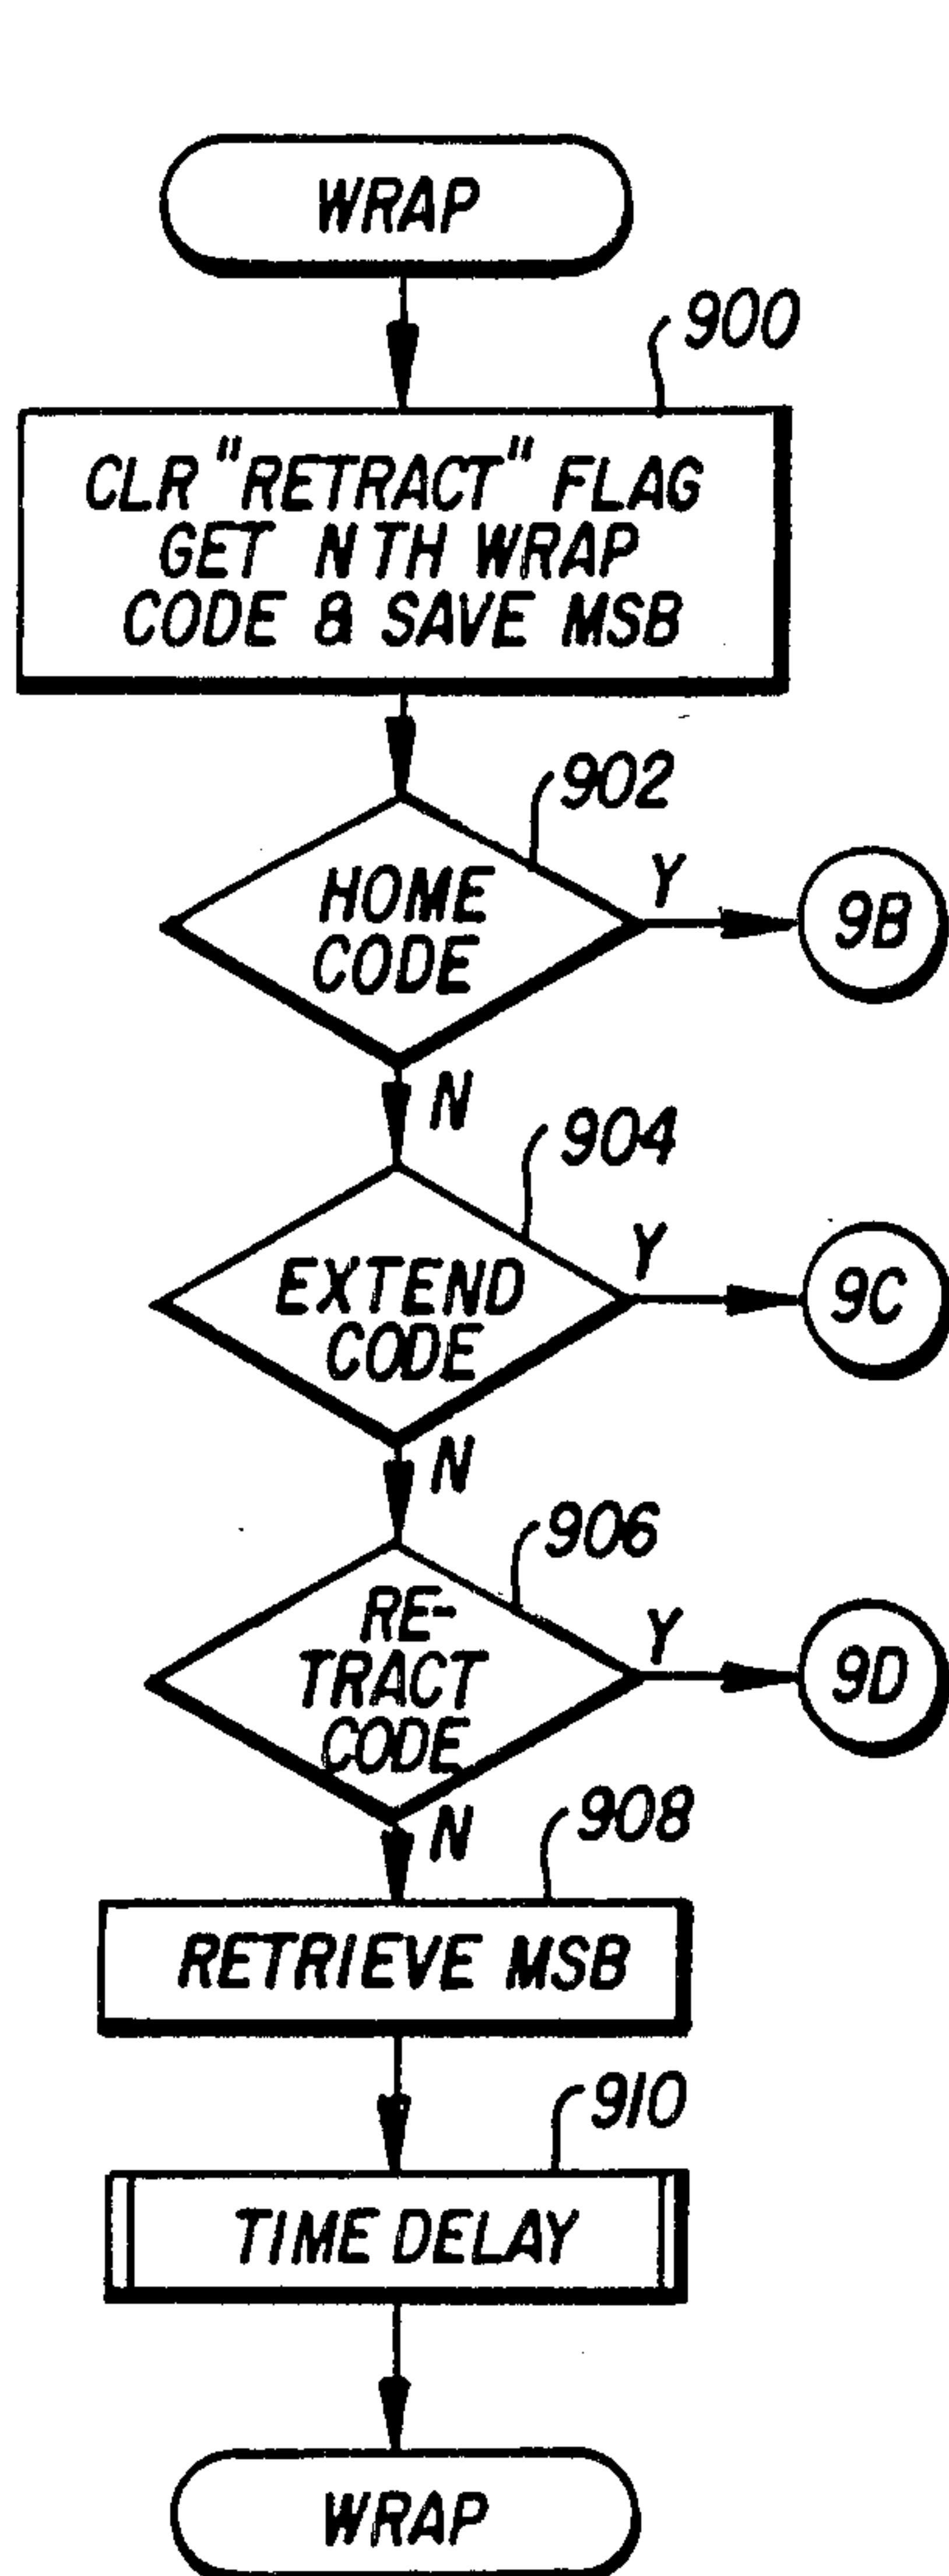 WRAP
900
CLR "RETRACT" FLAG
GET NTH WRAP
CODE & SAVE MSB
902
HOME
CODE
Y
9B
N
904
EXTEND
CODE
Y
9C
N
906
RE-
TRACT
CODE
Y
9D
N
908
RETRIEVE MSB
910
TIME DELAY
WRAP